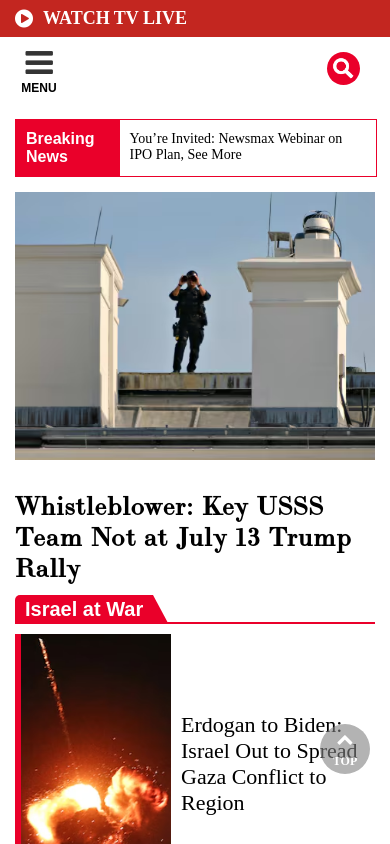 WATCH TV LIVE
MENU
Breaking
News
You’re Invited: Newsmax Webinar on
IPO Plan, See More
Whistleblower: Key USSS
Team Not at July 13 Trump
Rally
Israel at War
Erdogan to Biden:
Israel Out to Spread
Gaza Conflict to
Region
TOP